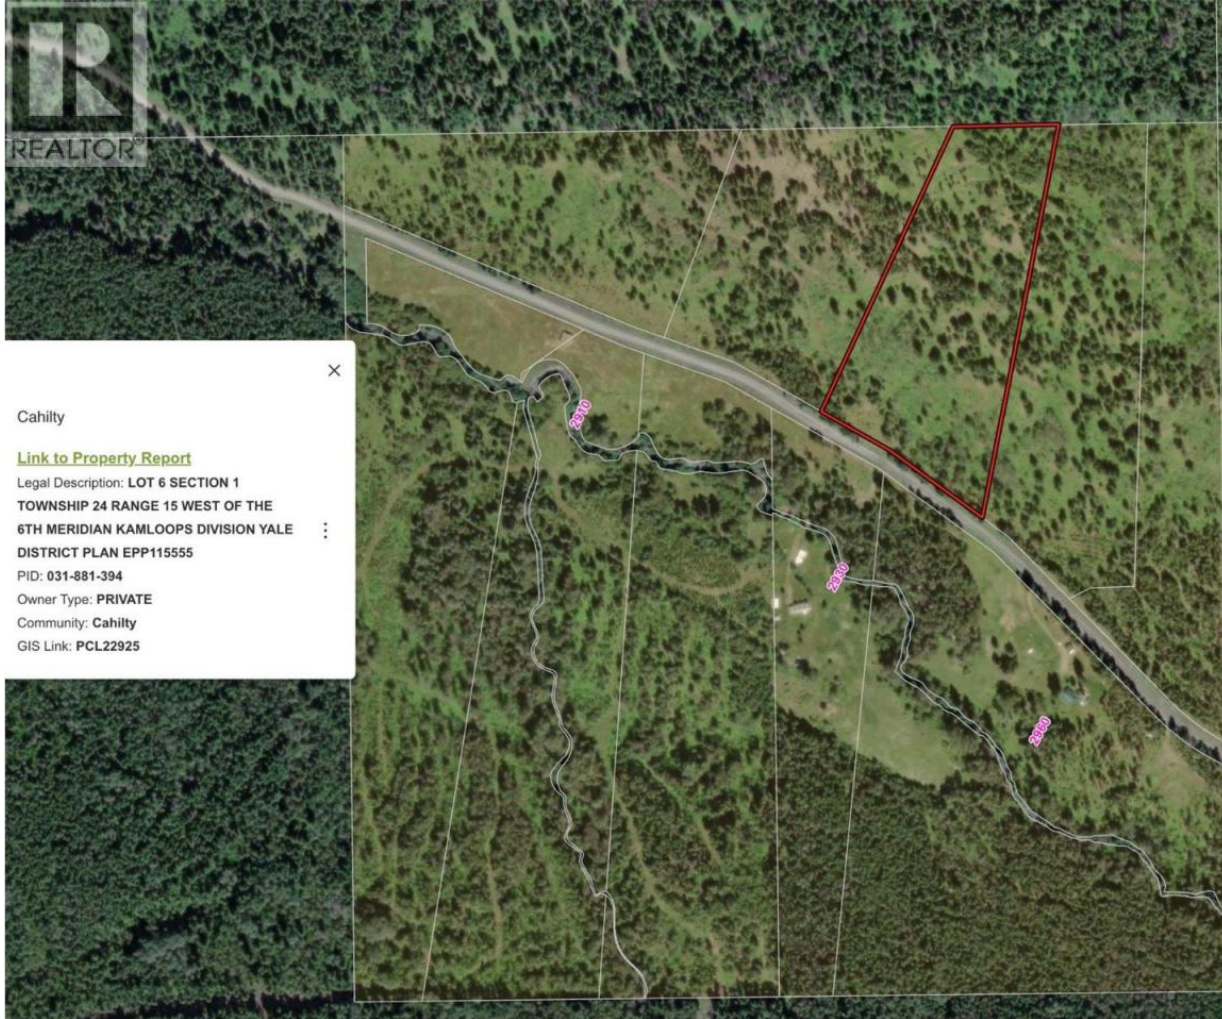 R
REALTOR®
Cahilty
Link to Property Report
Legal Description: LOT 6 SECTION 1
TOWNSHIP 24 RANGE 15 WEST OF THE
6TH MERIDIAN KAMLOOPS DIVISION YALE
DISTRICT PLAN EPP115555
PID: 031-881-394
Owner Type: PRIVATE
Community: Cahilty
GIS Link: PCL22925
2910
2930
2960